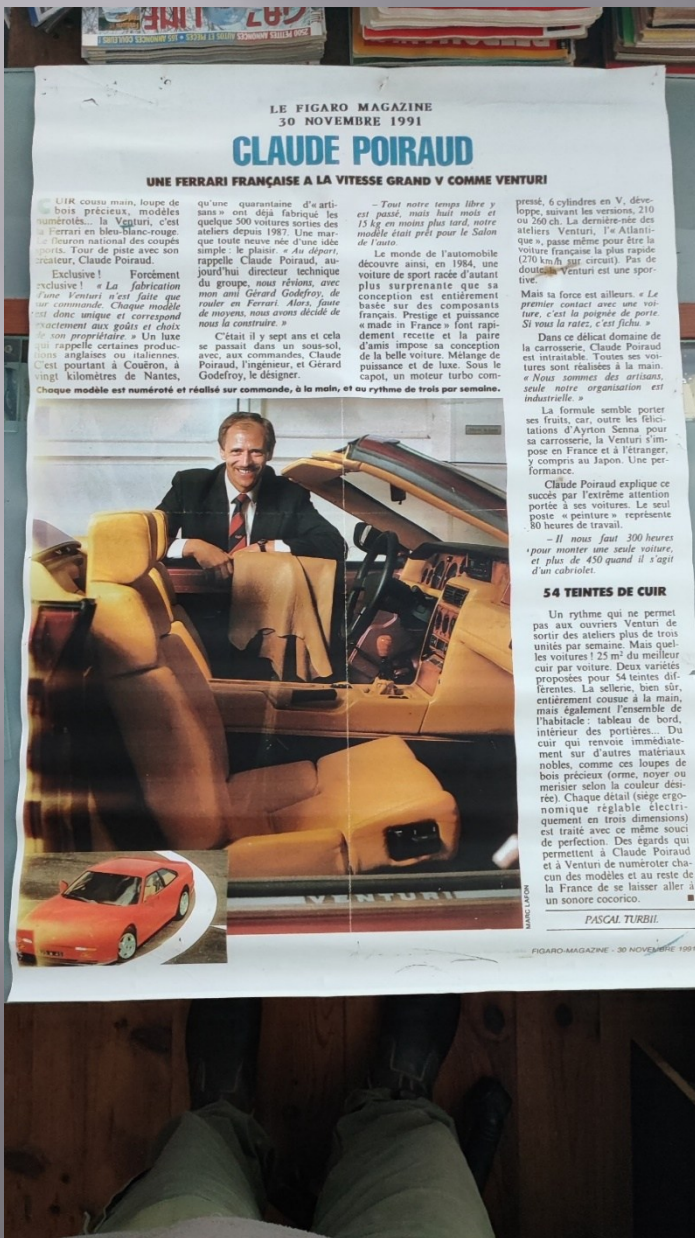 2500 PETITES ANNONCES AUTOS ET PIÈCES • 165 ANNONCES COULEURS
GAZ LINE
LE FIGARO MAGAZINE
30 NOVEMBRE 1991
CLAUDE POIRAUD
UNE FERRARI FRANÇAISE A LA VITESSE GRAND V COMME VENTURI
CUIR cousu main, loupe de
bois précieux, modèles
numérotés... la Venturi, c'est
la Ferrari en bleu-blanc-rouge.
Le fleuron national des coupés
sports. Tour de piste avec son
créateur, Claude Poiraud.
Exclusive ! Forcément
exclusive ! « La fabrication
d'une Venturi n'est faite que
sur commande. Chaque modèle
est donc unique et correspond
exactement aux goûts et choix
de son propriétaire. » Un luxe
qui rappelle certaines produc-
tions anglaises ou italiennes.
C'est pourtant à Couëron, à
vingt kilomètres de Nantes,
qu'une quarantaine d'« arti-
sans » ont déjà fabriqué les
quelque 500 voitures sorties des
ateliers depuis 1987. Une mar-
que toute neuve née d'une idée
simple : le plaisir. « Au départ,
rappelle Claude Poiraud, au-
jourd'hui directeur technique
du groupe, nous rêvions, avec
mon ami Gérard Godefroy, de
rouler en Ferrari. Alors, faute
de moyens, nous avons décidé de
nous la construire. »
C'était il y sept ans et cela
se passait dans un sous-sol,
avec, aux commandes, Claude
Poiraud, l'ingénieur, et Gérard
Godefroy, le désigner.
– Tout notre temps libre y
est passé, mais huit mois et
15 kg en moins plus tard, notre
modèle était prêt pour le Salon
de l'auto.
Le monde de l'automobile
découvre ainsi, en 1984, une
voiture de sport racée d'autant
plus surprenante que sa
conception est entièrement
basée sur des composants
français. Prestige et puissance
« made in France » font rapi-
dement recette et la paire
d'amis impose sa conception
de la belle voiture. Mélange de
puissance et de luxe. Sous le
capot, un moteur turbo com-
pressé, 6 cylindres en V, déve-
loppe, suivant les versions, 210
ou 260 ch. La dernière-née des
ateliers Venturi, l'« Atlanti-
que », passe même pour être la
voiture française la plus rapide
(270 km/h sur circuit). Pas de
doute, la Venturi est une spor-
tive.
Mais sa force est ailleurs. « Le
premier contact avec une voi-
ture, c'est la poignée de porte.
Si vous la ratez, c'est fichu. »
Dans ce délicat domaine de
la carrosserie, Claude Poiraud
est intraitable. Toutes ses voi-
tures sont réalisées à la main.
« Nous sommes des artisans,
seule notre organisation est
industrielle. »
La formule semble porter
ses fruits, car, outre les félici-
tations d'Ayrton Senna pour
sa carrosserie, la Venturi s'im-
pose en France et à l'étranger,
y compris au Japon. Une per-
formance.
Claude Poiraud explique ce
succès par l'extrême attention
portée à ses voitures. Le seul
poste « peinture » représente
80 heures de travail.
– Il nous faut 300 heures
pour monter une seule voiture,
et plus de 450 quand il s'agit
d'un cabriolet.
54 TEINTES DE CUIR
Un rythme qui ne permet
pas aux ouvriers Venturi de
sortir des ateliers plus de trois
unités par semaine. Mais quel-
les voitures ! 25 m² du meilleur
cuir par voiture. Deux variétés
proposées pour 54 teintes dif-
férentes. La sellerie, bien sûr,
entièrement cousue à la main,
mais également l'ensemble de
l'habitacle : tableau de bord,
intérieur des portières... Du
cuir qui renvoie immédiate-
ment sur d'autres matériaux
nobles, comme ces loupes de
bois précieux (orme, noyer ou
merisier selon la couleur dési-
rée). Chaque détail (siège ergo-
nomique réglable électri-
quement en trois dimensions)
est traité avec ce même souci
de perfection. Des égards qui
permettent à Claude Poiraud
et à Venturi de numéroter cha-
cun des modèles et au reste de
la France de se laisser aller à
un sonore cocorico.
PASCAL TURBIL
Chaque modèle est numéroté et réalisé sur commande, à la main, et au rythme de trois par semaine.
VENTURI
MARC LAFON
FIGARO-MAGAZINE - 30 NOVEMBRE 1991